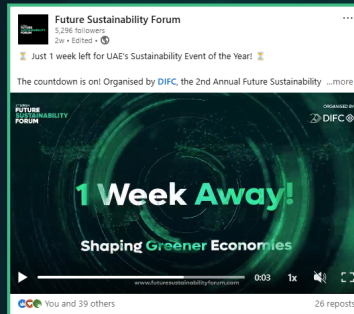 Future Sustainability Forum
5,296 followers
2w • Edited •
⏳ Just 1 week left for UAE's Sustainability Event of the Year! ⏳
The countdown is on! Organised by DIFC, the 2nd Annual Future Sustainability ...more
FUTURE
SUSTAINABILITY
FORUM
ORGANISED BY
DIFC
1 Week Away!
Shaping Greener Economies
0:03 1x
www.futuresustainabilityforum.com
You and 39 others
26 reposts